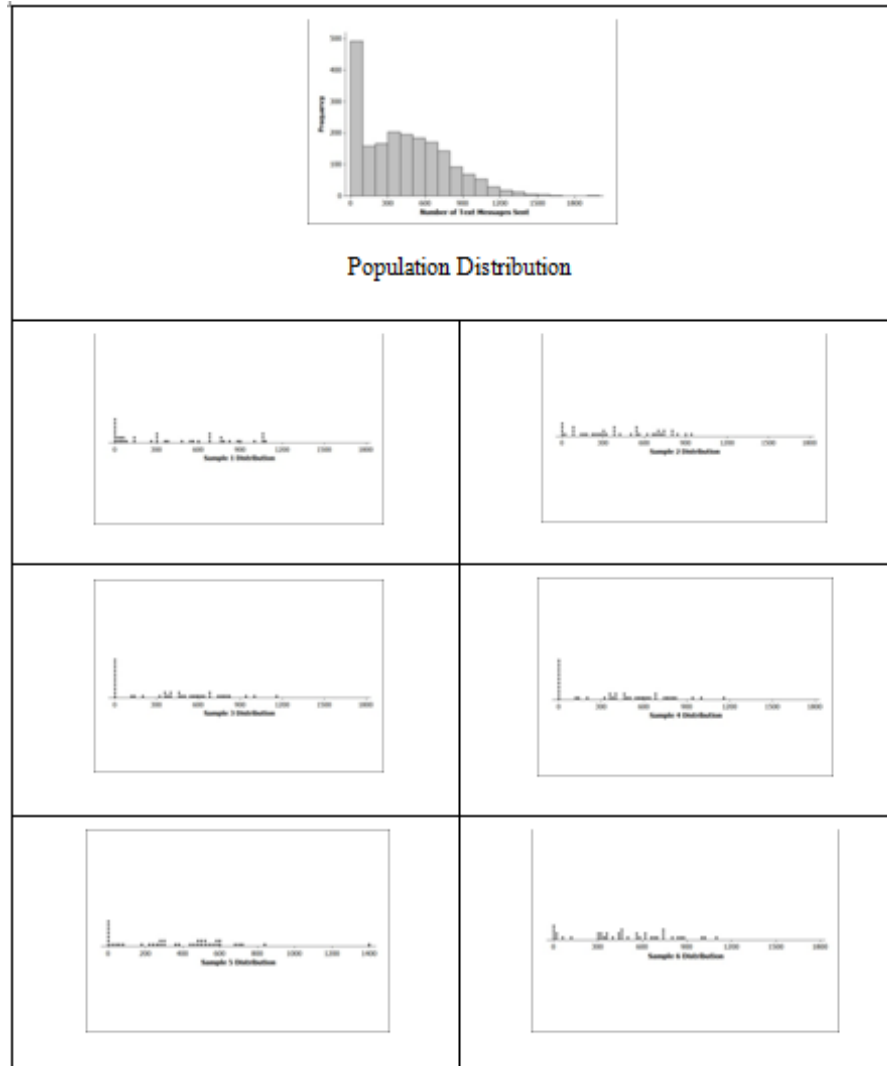 500
400
300
200
100
0
Frequency
0 300 600 900 1200 1500 1800
Number of Text Messages Sent
Population Distribution
0 300 600 900 1200 1500 1800
Sample 1 Distribution
0 300 600 900 1200 1500 1800
Sample 2 Distribution
0 300 600 900 1200 1500 1800
Sample 3 Distribution
0 300 600 900 1200 1500 1800
Sample 4 Distribution
0 200 400 600 800 1000 1200 1400
Sample 5 Distribution
0 300 600 900 1200 1500 1800
Sample 6 Distribution